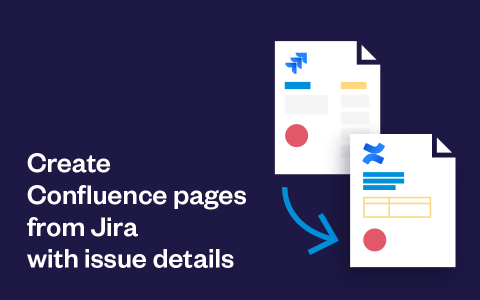 Create
Confluence pages
from Jira
with issue details